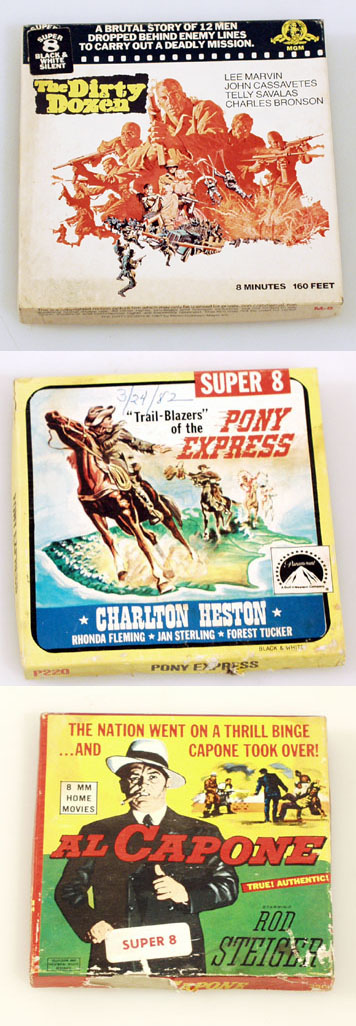 SUPER
8
BLACK &
WHITE
SILENT
A BRUTAL STORY OF 12 MEN
DROPPED BEHIND ENEMY LINES
TO CARRY OUT A DEADLY MISSION.
MGM
The Dirty
Dozen
LEE MARVIN
JOHN CASSAVETES
TELLY SAVALAS
CHARLES BRONSON
8 MINUTES 160 FEET
3/24/82
SUPER 8
"Trail-Blazers"
of the
PONY
EXPRESS
Paramount
CHARLTON HESTON
RHONDA FLEMING ★ JAN STERLING ★ FOREST TUCKER
BLACK & WHITE
P220
PONY EXPRESS
THE NATION WENT ON A THRILL BINGE
...AND CAPONE TOOK OVER!
8 MM
HOME
MOVIES
AL CAPONE
TRUE! AUTHENTIC!
STARRING
ROD
STEIGER
SUPER 8
CAPONE